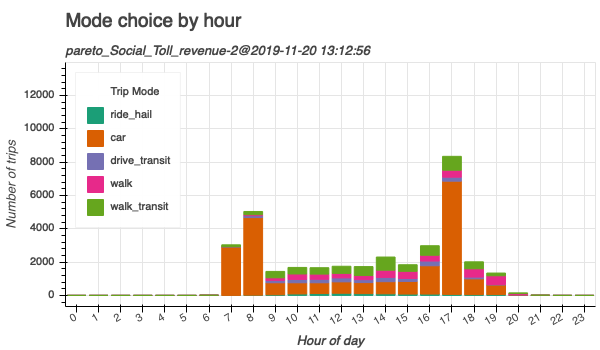 Mode choice by hour
pareto_Social_Toll_revenue-2@2019-11-20 13:12:56
Trip Mode
ride_hail
car
drive_transit
walk
walk_transit
Number of trips
12000
10000
8000
6000
4000
2000
0
0 1 2 3 4 5 6 7 8 9 10 11 12 13 14 15 16 17 18 19 20 21 22 23
Hour of day